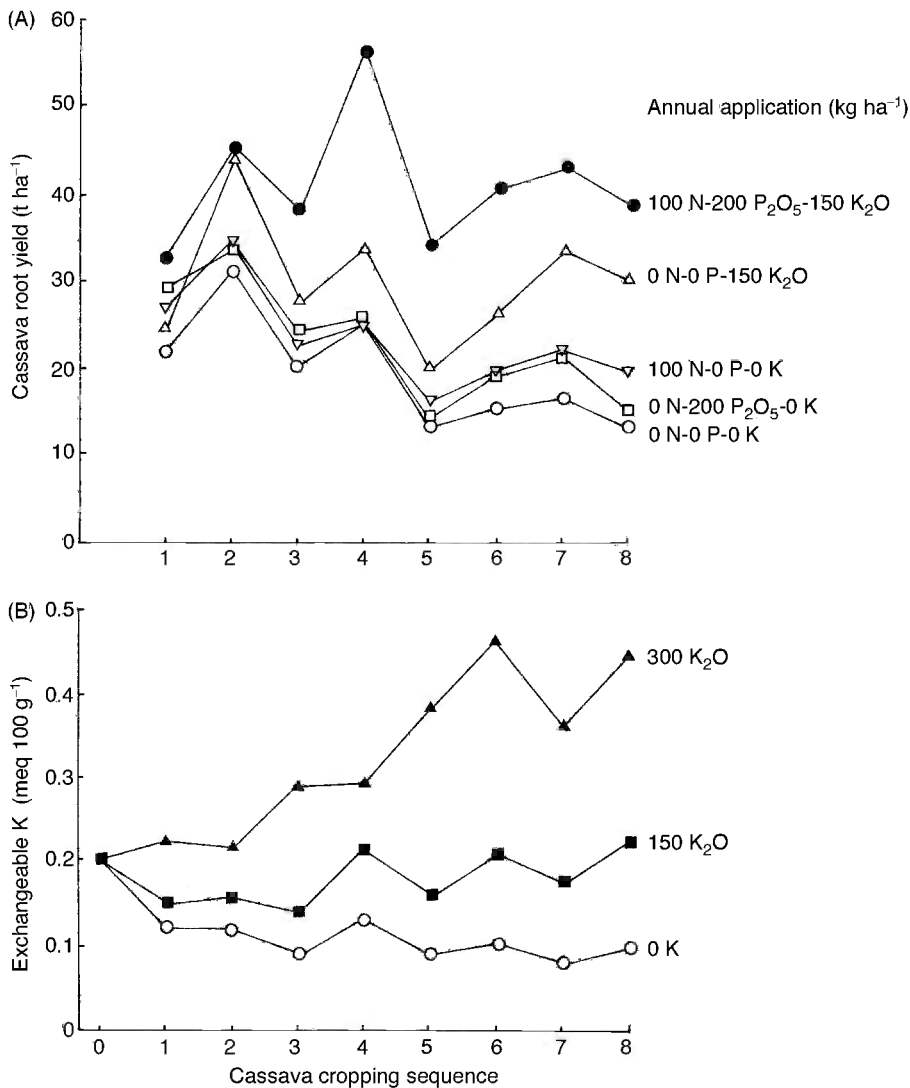 (A)
60
50
40
30
20
10
0
Cassava root yield (t ha⁻¹)
Annual application (kg ha⁻¹)
100 N-200 P₂O₅-150 K₂O
0 N-0 P-150 K₂O
100 N-0 P-0 K
0 N-200 P₂O₅-0 K
0 N-0 P-0 K
1 2 3 4 5 6 7 8
(B)
0.5
0.4
0.3
0.2
0.1
0
Exchangeable K (meq 100 g⁻¹)
300 K₂O
150 K₂O
0 K
0 1 2 3 4 5 6 7 8
Cassava cropping sequence